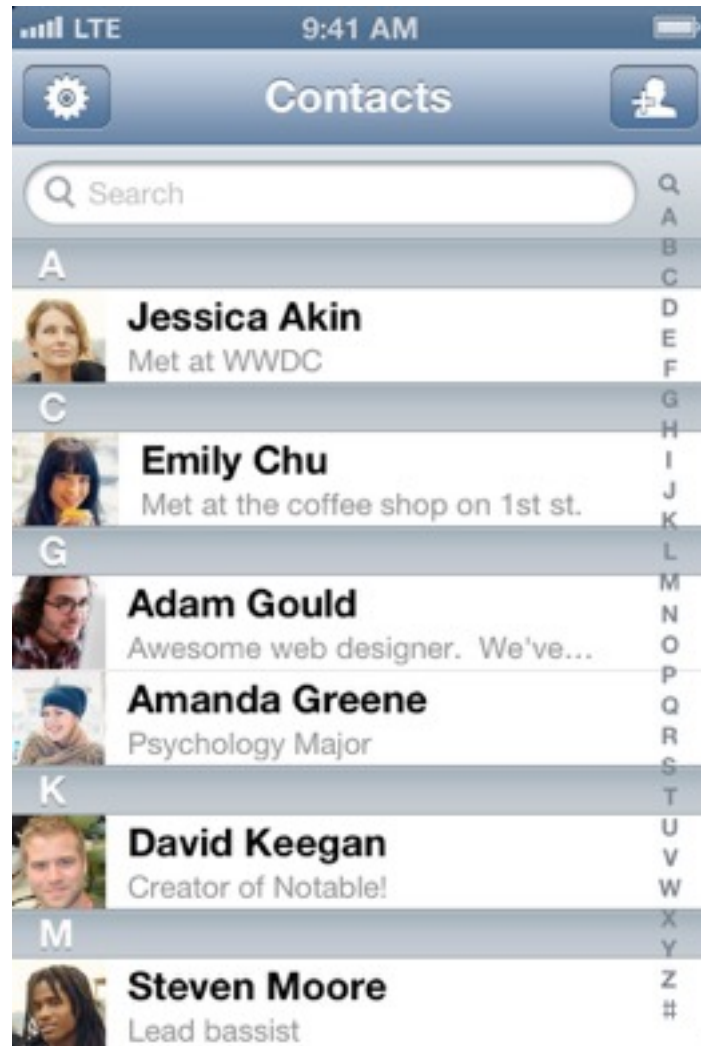 LTE 9:41 AM
Contacts
Search
A
Jessica Akin
Met at WWDC
C
Emily Chu
Met at the coffee shop on 1st st.
G
Adam Gould
Awesome web designer.  We've...
Amanda Greene
Psychology Major
K
David Keegan
Creator of Notable!
M
Steven Moore
Lead bassist
A
B
C
D
E
F
G
H
I
J
K
L
M
N
O
P
Q
R
S
T
U
V
W
X
Y
Z
#